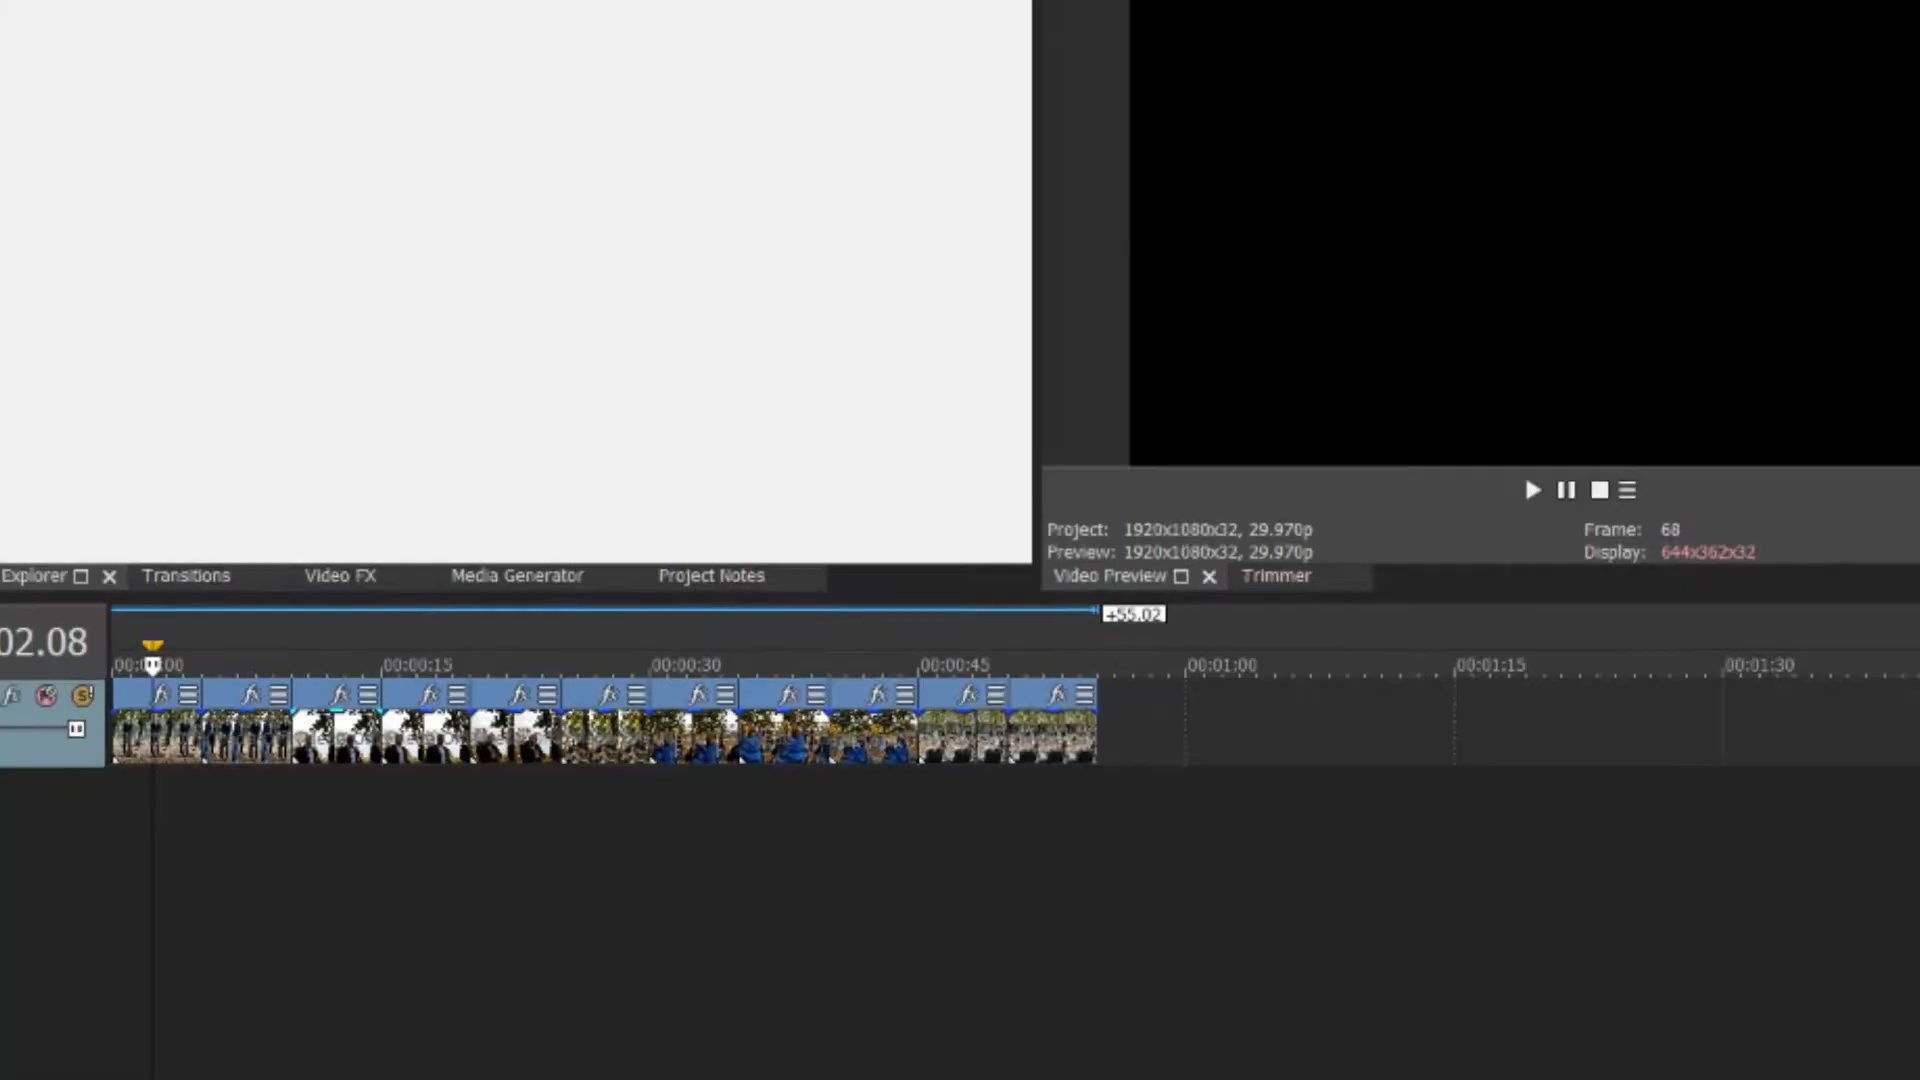 Project: 1920x1080x32, 29.970p
Frame: 68
Preview: 1920x1080x32, 29.970p
Display: 644x362x32
Explorer Transitions Video FX Media Generator Project Notes
Video Preview Trimmer
+55.02
02.08
00:00:15 00:00:30 00:00:45 00:01:00 00:01:15 00:01:30